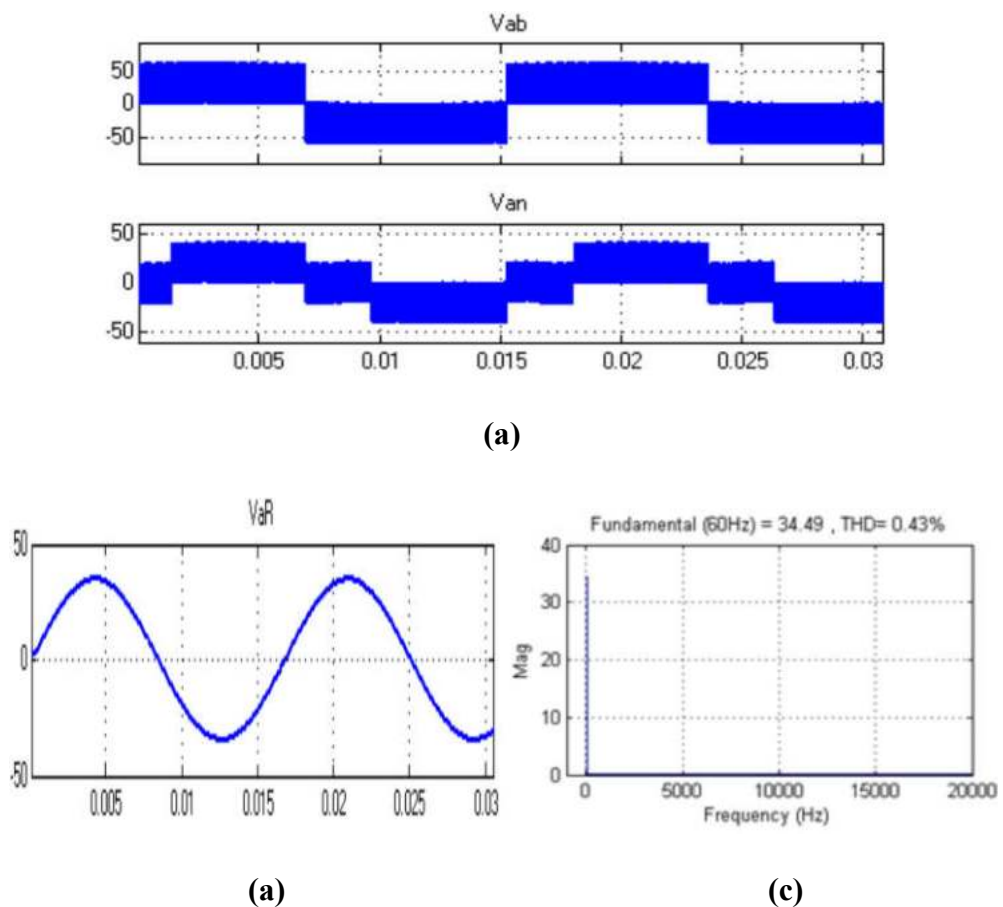 Vab
50
0
-50
Van
50
0
-50
0.005 0.01 0.015 0.02 0.025 0.03
(a)
VaR
50
0
-50
0.005 0.01 0.015 0.02 0.025 0.03
(a)
Fundamental (60Hz) = 34.49 , THD= 0.43%
40
30
20
10
0
Mag
0 5000 10000 15000 20000
Frequency (Hz)
(c)